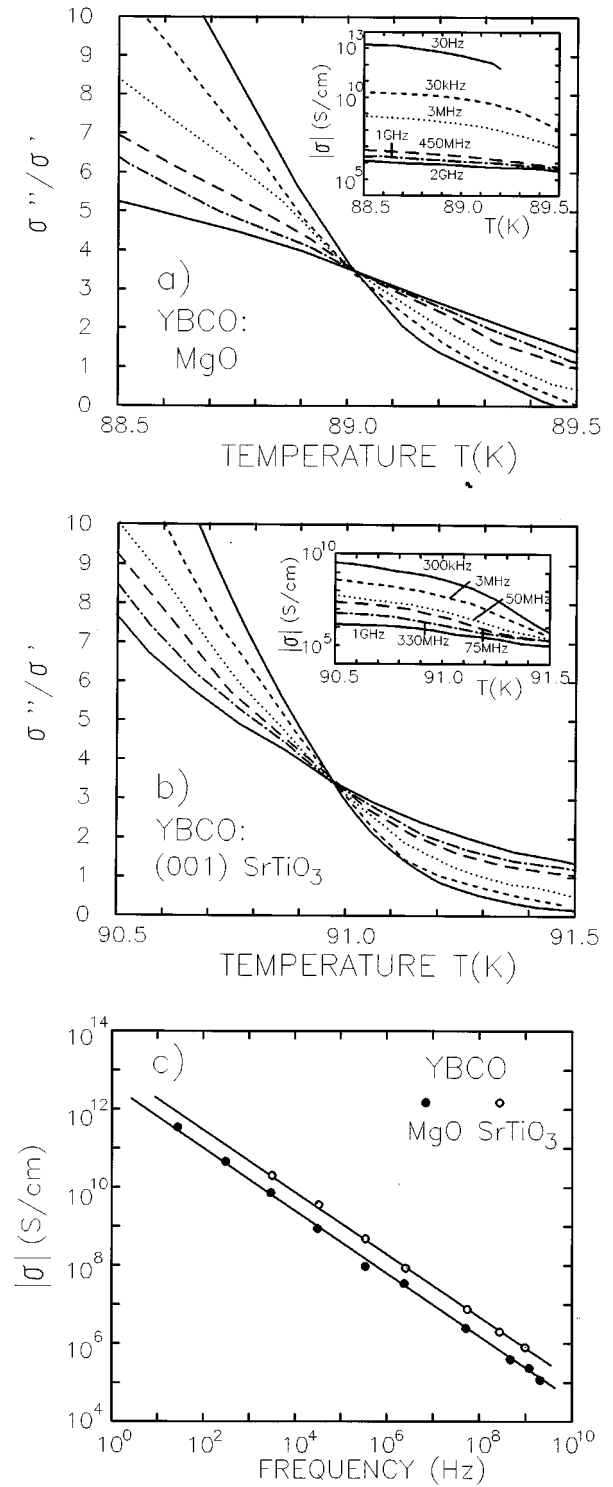 10
9
8
7
6
5
4
3
2
1
0
σ''/σ'
a)
YBCO:
MgO
10^13
10^10
10^5
|σ| (S/cm)
30Hz
30kHz
3MHz
1GHz 450MHz
2GHz
88.5 89.0 89.5
T(K)
88.5 89.0 89.5
TEMPERATURE T(K)
10
9
8
7
6
5
4
3
2
1
0
σ''/σ'
b)
YBCO:
(001) SrTiO3
10^10
10^5
|σ| (S/cm)
300kHz
3MHz
50MHz
1GHz 330MHz 75MHz
90.5 91.0 91.5
T(K)
90.5 91.0 91.5
TEMPERATURE T(K)
10^14
10^12
10^10
10^8
10^6
10^4
|σ| (S/cm)
c)
YBCO
MgO SrTiO3
10^0 10^2 10^4 10^6 10^8 10^10
FREQUENCY (Hz)